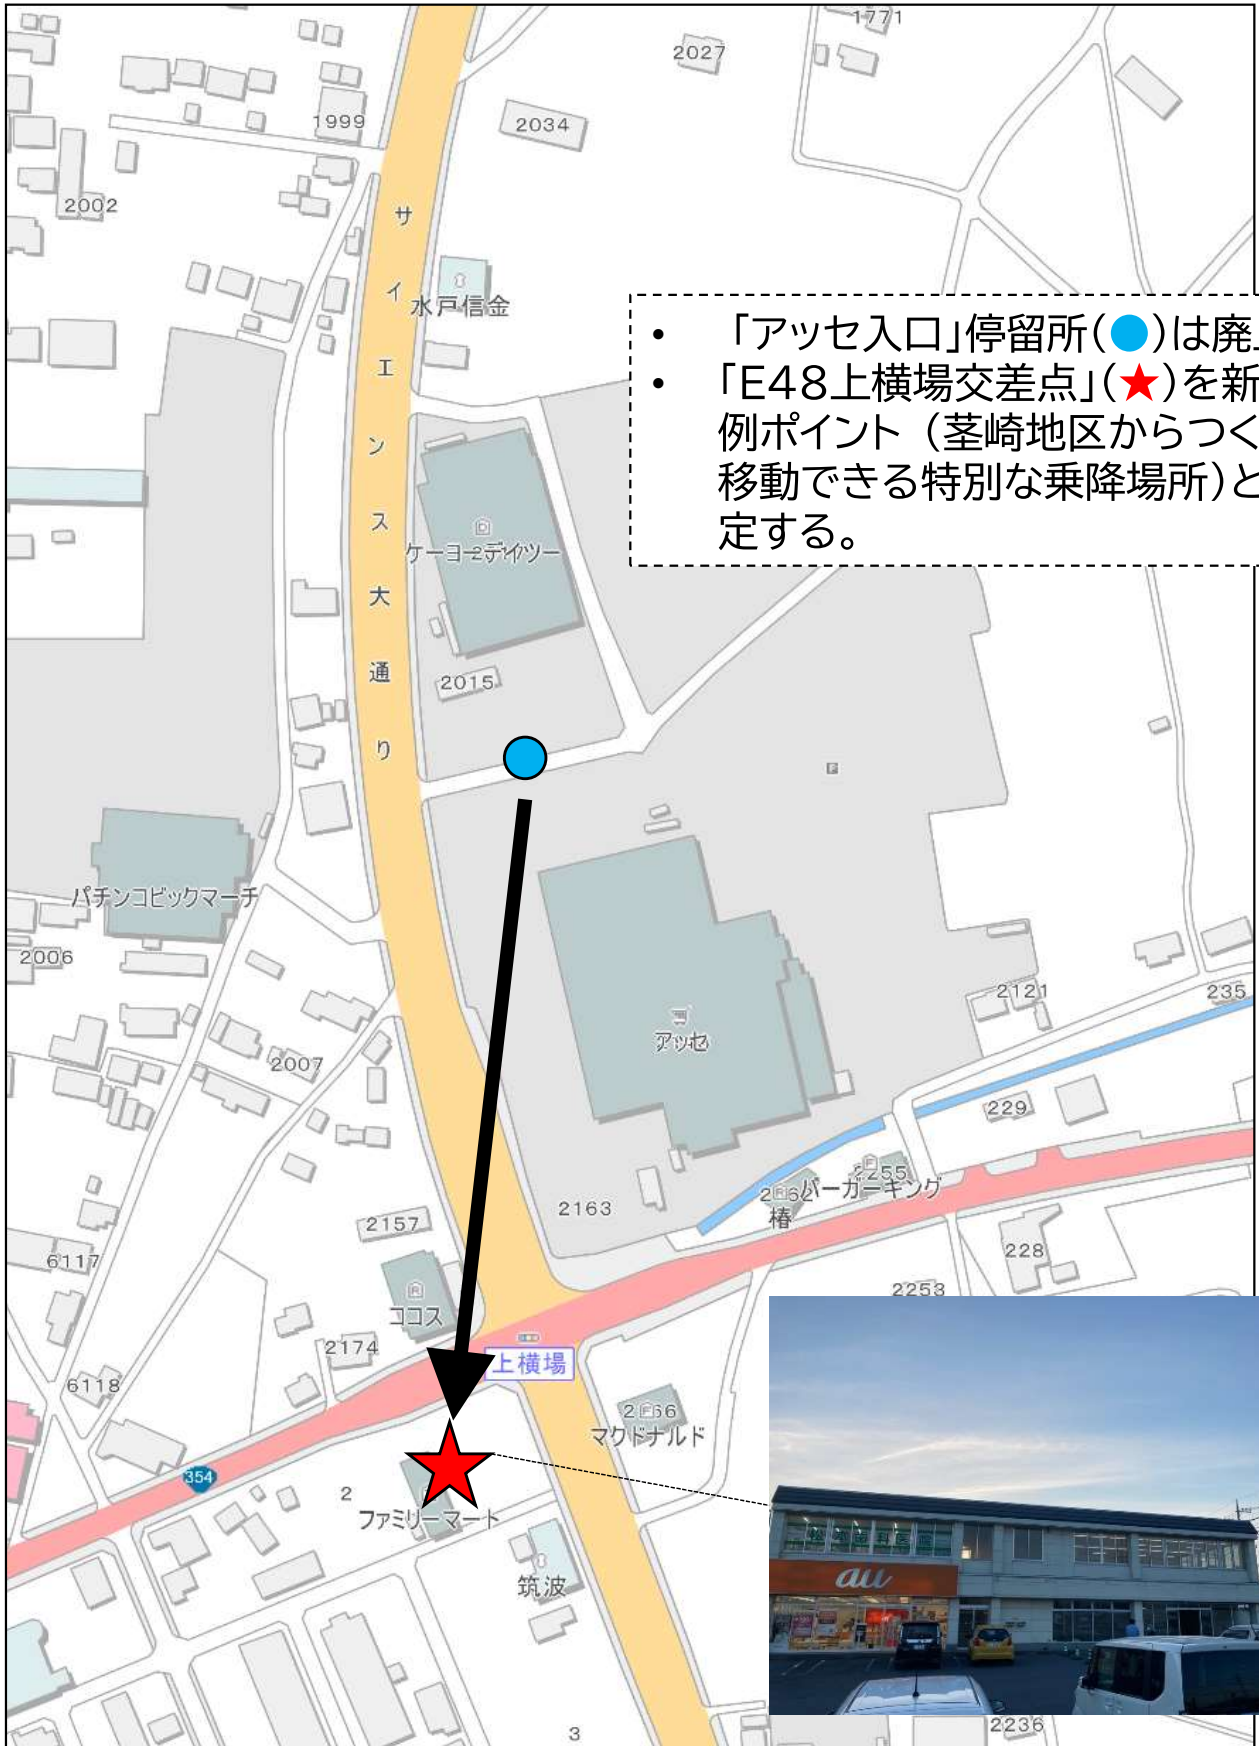 1771
2027
1999
2034
2002
サイエンス大通り
水戸信金
• 「アッセ入口」停留所(●)は廃
• 「E48上横場交差点」(★)を新
例ポイント（茎崎地区からつく
移動できる特別な乗降場所)と
定する。
ケーヨーデイツー
2015
P
パチンコビックマーチ
2006
2121
235
アッセ
2007
229
2255
バーガーキング
椿
2163
2157
228
6117
2253
ココス
2174
上横場
6118
マクドナルド
354
2
ファミリーマート
筑波
au
3
2236